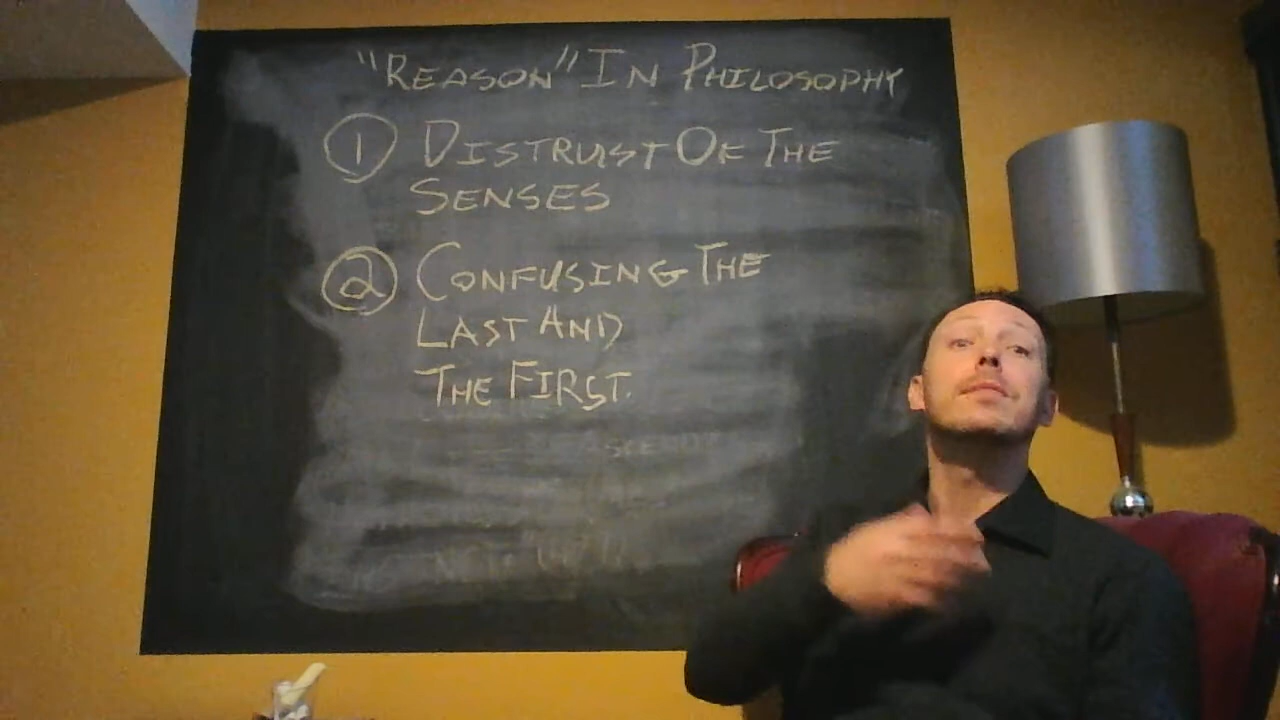 "REASON" IN PHILOSOPHY
1 DISTRUST OF THE
SENSES
2 CONFUSING THE
LAST AND
THE FIRST.